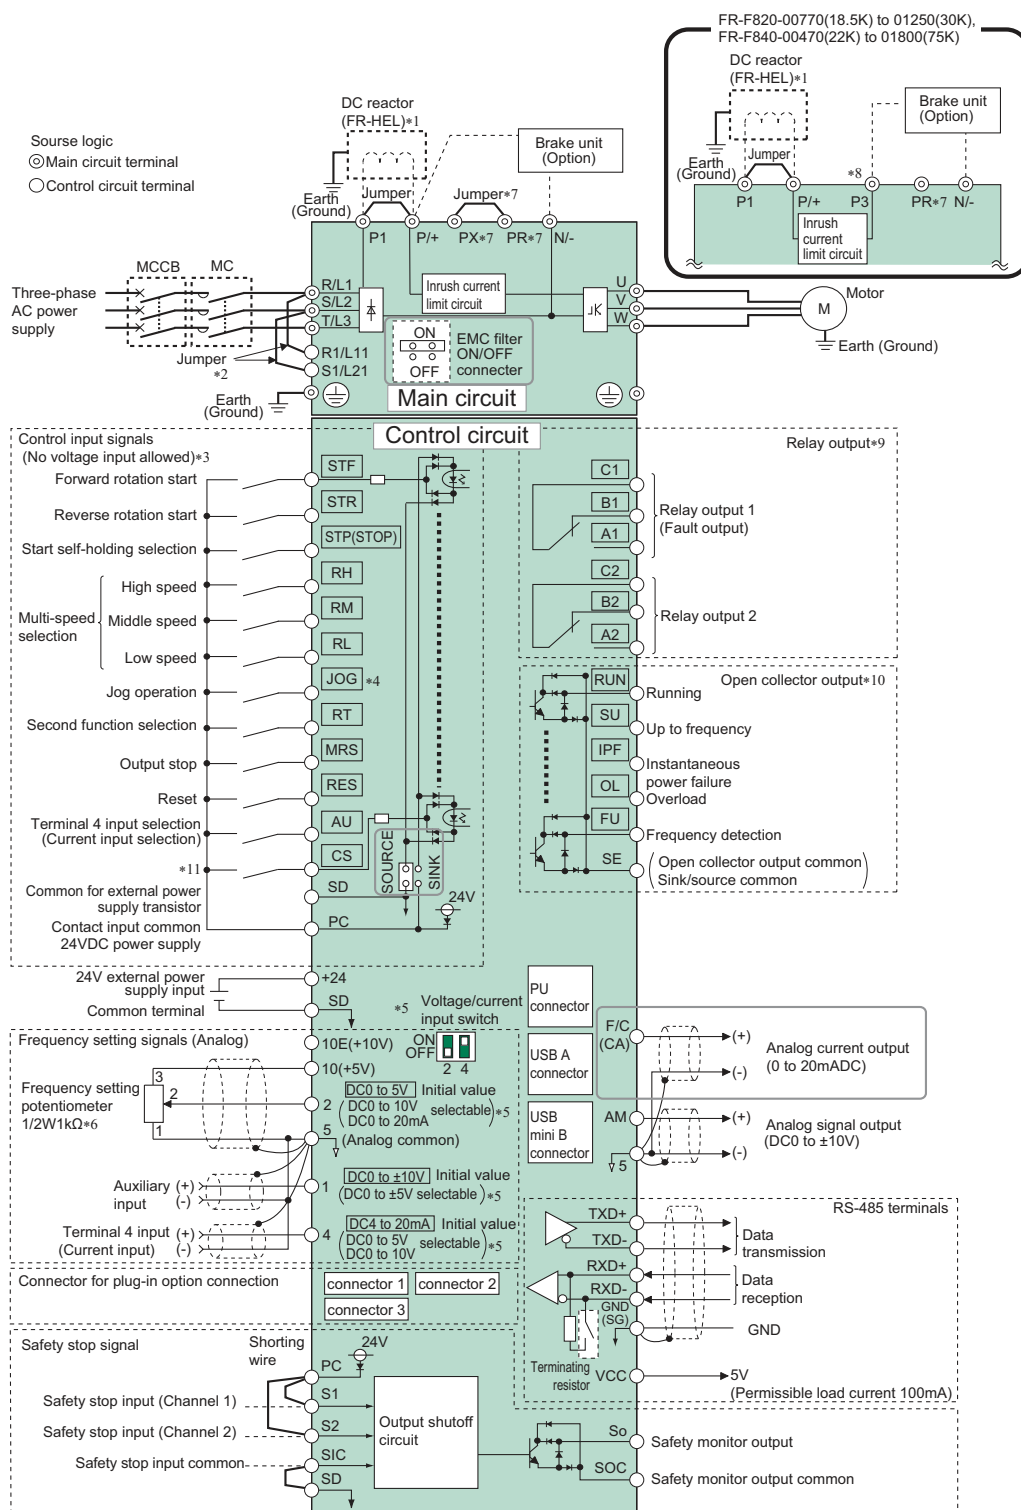 FR-F820-00770(18.5K) to 01250(30K),
FR-F840-00470(22K) to 01800(75K)
DC reactor
(FR-HEL)*1
Brake unit
(Option)
Earth
(Ground)
Jumper
*8
P1
P/+
P3
PR*7
N/-
Inrush
current
limit circuit
Sourse logic
Main circuit terminal
Control circuit terminal
DC reactor
(FR-HEL)*1
Brake unit
(Option)
Earth
(Ground)
Jumper
Jumper*7
P1
P/+
PX*7
PR*7
N/-
MCCB
MC
Three-phase
AC power
supply
R/L1
S/L2
T/L3
R1/L11
S1/L21
Jumper
*2
Earth
(Ground)
Inrush current
limit circuit
ON
OFF
EMC filter
ON/OFF
connecter
U
V
W
M
Motor
Earth (Ground)
Main circuit
Control circuit
Control input signals
(No voltage input allowed)*3
Forward rotation start
STF
Reverse rotation start
STR
Start self-holding selection
STP(STOP)
Multi-speed
selection
High speed
RH
Middle speed
RM
Low speed
RL
Jog operation
JOG *4
Second function selection
RT
Output stop
MRS
Reset
RES
Terminal 4 input selection
(Current input selection)
AU
*11
CS
SOURCE
SINK
Common for external power
supply transistor
SD
Contact input common
24VDC power supply
PC
24V
Relay output*9
C1
B1
A1
Relay output 1
(Fault output)
C2
B2
A2
Relay output 2
Open collector output*10
RUN
Running
SU
Up to frequency
IPF
Instantaneous
power failure
OL
Overload
FU
Frequency detection
SE
Open collector output common
Sink/source common
24V external power
supply input
+24
Common terminal
SD
*5
Voltage/current
input switch
ON
OFF
2 4
PU
connector
USB A
connector
USB
mini B
connector
F/C
(CA)
(+)
(-)
Analog current output
(0 to 20mADC)
AM
5
(+)
(-)
Analog signal output
(DC0 to ±10V)
Frequency setting signals (Analog)
10E(+10V)
10(+5V)
Frequency setting
potentiometer
1/2W1kΩ*6
3
2
1
2
DC0 to 5V Initial value
(DC0 to 10V
DC0 to 20mA selectable)*5
5
(Analog common)
Auxiliary (+)
input (-)
1
DC0 to ±10V Initial value
(DC0 to ±5V selectable)*5
Terminal 4 input (+)
(Current input) (-)
4
DC4 to 20mA Initial value
(DC0 to 5V
DC0 to 10V selectable)*5
Connector for plug-in option connection
connector 1
connector 2
connector 3
RS-485 terminals
TXD+
TXD-
Data
transmission
RXD+
RXD-
Data
reception
GND
(SG)
GND
Terminating
resistor
VCC
5V
(Permissible load current 100mA)
Safety stop signal
Shorting
wire
24V
PC
Safety stop input (Channel 1)
S1
Safety stop input (Channel 2)
S2
Safety stop input common
SIC
SD
Output shutoff
circuit
So
Safety monitor output
SOC
Safety monitor output common